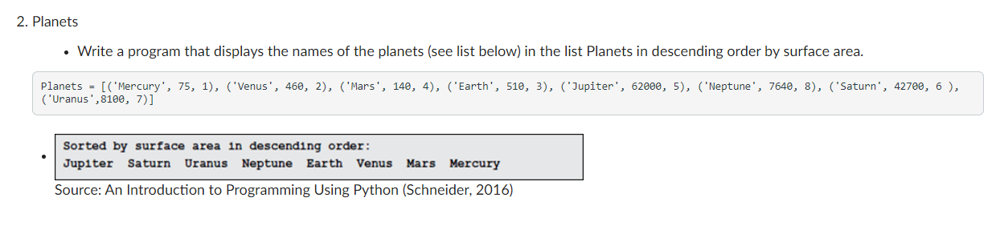 2. Planets
• Write a program that displays the names of the planets (see list below) in the list Planets in descending order by surface area.
Planets = [('Mercury', 75, 1), ('Venus', 460, 2), ('Mars', 140, 4), ('Earth', 510, 3), ('Jupiter', 62000, 5), ('Neptune', 7640, 8), ('Saturn', 42700, 6 ),
('Uranus',8100, 7)]
• Sorted by surface area in descending order:
Jupiter Saturn Uranus Neptune Earth Venus Mars Mercury
Source: An Introduction to Programming Using Python (Schneider, 2016)